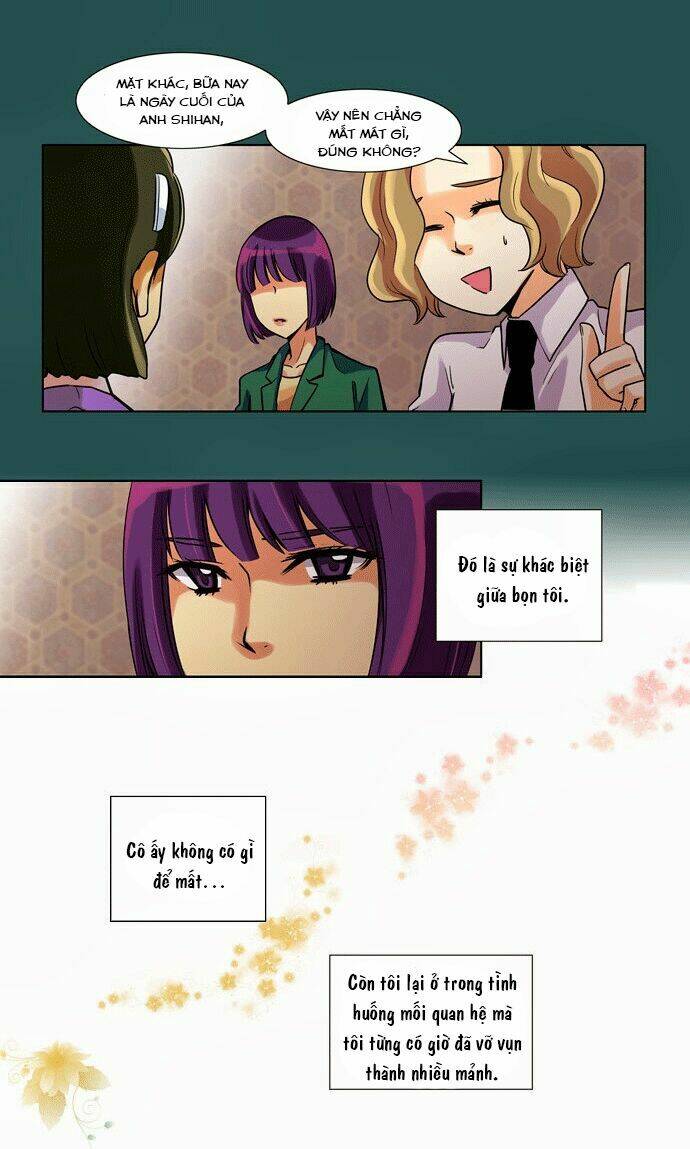 MẶT KHÁC, BỮA NAY
LÀ NGÀY CUỐI CỦA
ANH SHIHAN,
VẬY NÊN CHẲNG
MẤT MÁT GÌ,
ĐÚNG KHÔNG?
Đó là sự khác biệt
giữa bọn tôi.
Cô ấy không có gì
để mất...
Còn tôi lại ở trong tình
huống mối quan hệ mà
tôi từng có giờ đã vỡ vụn
thành nhiều mảnh.